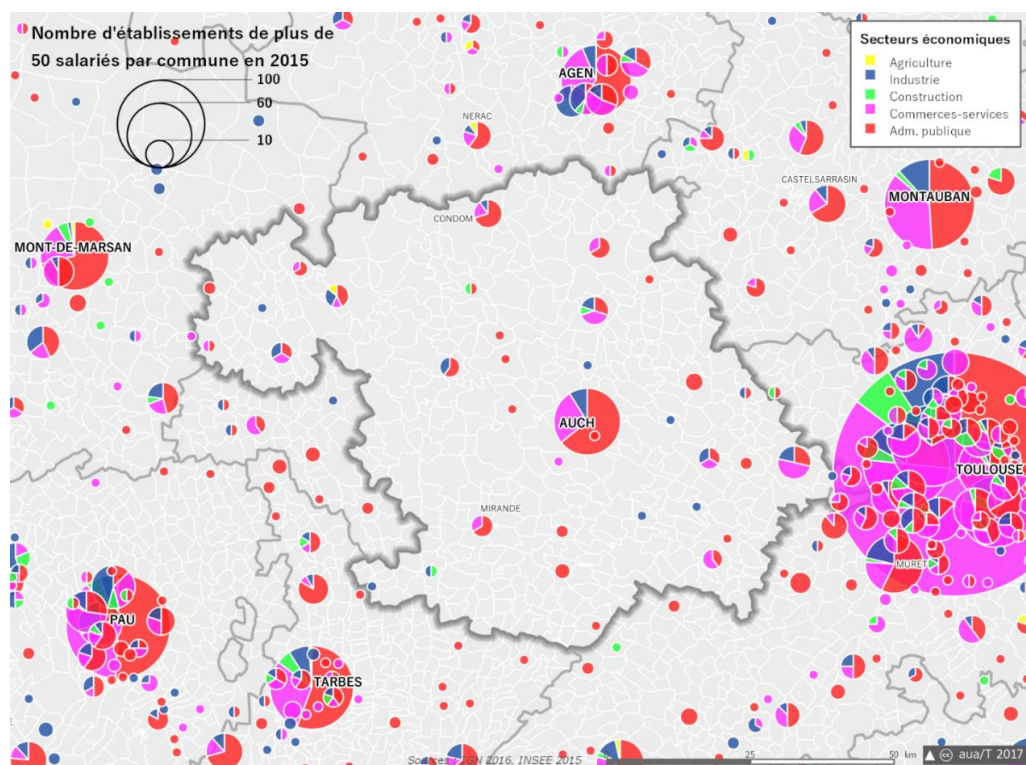 Nombre d'établissements de plus de
50 salariés par commune en 2015
100
60
10
Secteurs économiques
Agriculture
Industrie
Construction
Commerces-services
Adm. publique
AGEN
NERAC
CASTELSARRASIN
MONTAUBAN
CONDOM
MONT-DE-MARSAN
AUCH
TOULOUSE
MIRANDE
MURET
PAU
TARBES
Sources : IGN 2016, INSEE 2015
25
50 km
cc aua/T 2017